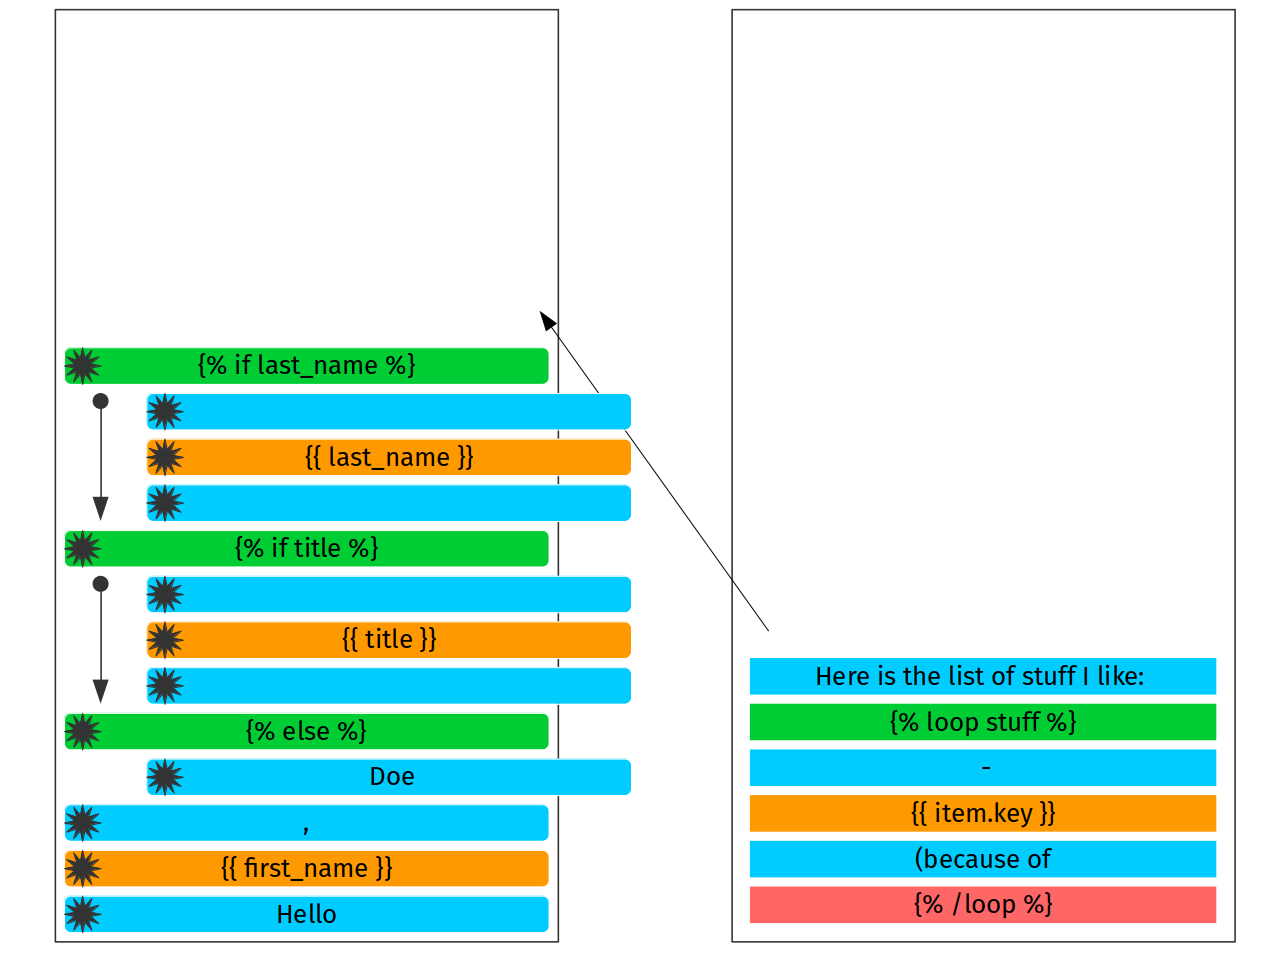 {% if last_name %}
{{ last_name }}
{% if title %}
{{ title }}
{% else %}
Doe
,
{{ first_name }}
Hello
Here is the list of stuff I like:
{% loop stuff %}
-
{{ item.key }}
(because of
{% /loop %}